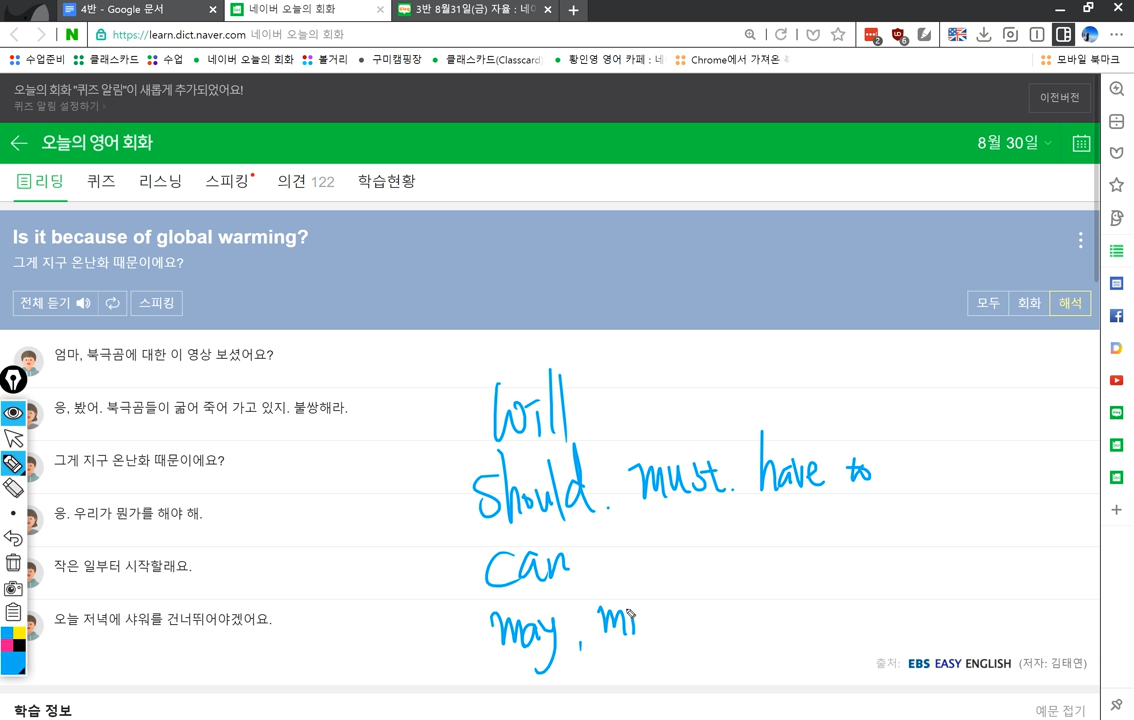 4반 - Google 문서
네이버 오늘의 회화
3반 8월31일(금) 자율 : 네이
https://learn.dict.naver.com 네이버 오늘의 회화
수업준비 클래스카드 수업 네이버 오늘의 회화 볼거리 구미캠핑장 클래스카드(Classcard) 황인영 영어 카페 : 네 Chrome에서 가져온 모바일 북마크
오늘의 회화 "퀴즈 알림"이 새롭게 추가되었어요!
퀴즈 알림 설정하기 ›
이전버전
오늘의 영어 회화
8월 30일
리딩 퀴즈 리스닝 스피킹 의견 122 학습현황
Is it because of global warming?
그게 지구 온난화 때문이에요?
전체 듣기 스피킹
모두 회화 해석
엄마, 북극곰에 대한 이 영상 보셨어요?
응, 봤어. 북극곰들이 굶어 죽어 가고 있지. 불쌍해라.
그게 지구 온난화 때문이에요?
응. 우리가 뭔가를 해야 해.
작은 일부터 시작할래요.
오늘 저녁에 샤워를 건너뛰어야겠어요.
will
should. must. have to
can
may, mi
출처: EBS EASY ENGLISH (저자: 김태연)
학습 정보
예문 접기